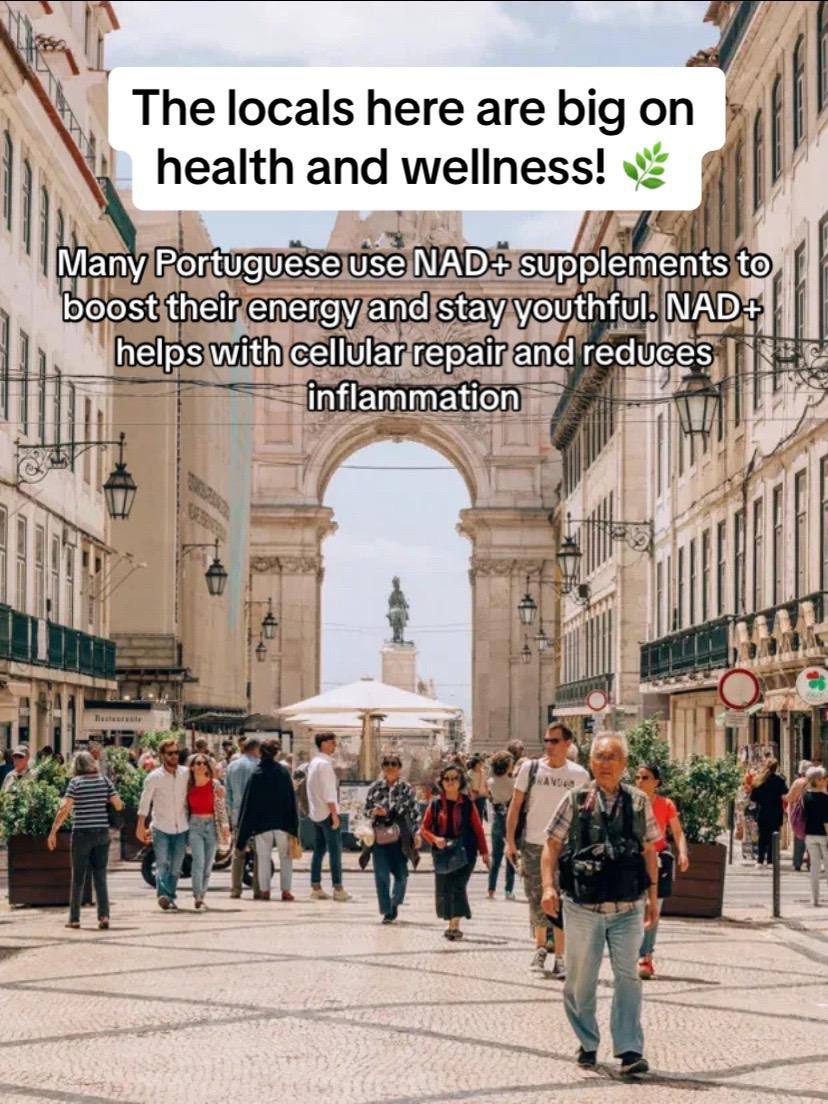 The locals here are big on
health and wellness! 🌿
Many Portuguese use NAD+ supplements to
boost their energy and stay youthful. NAD+
helps with cellular repair and reduces
inflammation
Restaurante